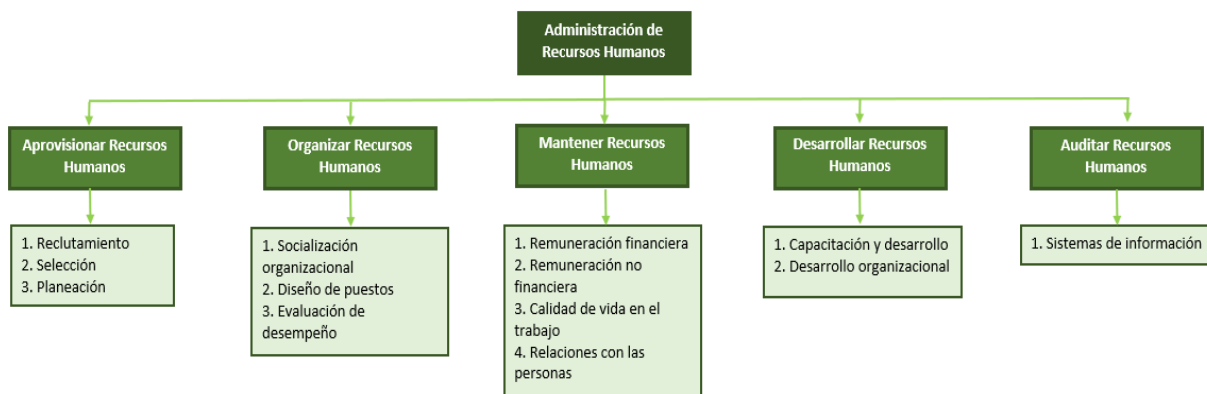 Administración de
Recursos Humanos
Aprovisionar Recursos
Humanos
Organizar Recursos
Humanos
Mantener Recursos
Humanos
Desarrollar Recursos
Humanos
Auditar Recursos
Humanos
1. Reclutamiento
2. Selección
3. Planeación
1. Socialización
organizacional
2. Diseño de puestos
3. Evaluación de
desempeño
1. Remuneración financiera
2. Remuneración no
financiera
3. Calidad de vida en el
trabajo
4. Relaciones con las
personas
1. Capacitación y desarrollo
2. Desarrollo organizacional
1. Sistemas de información